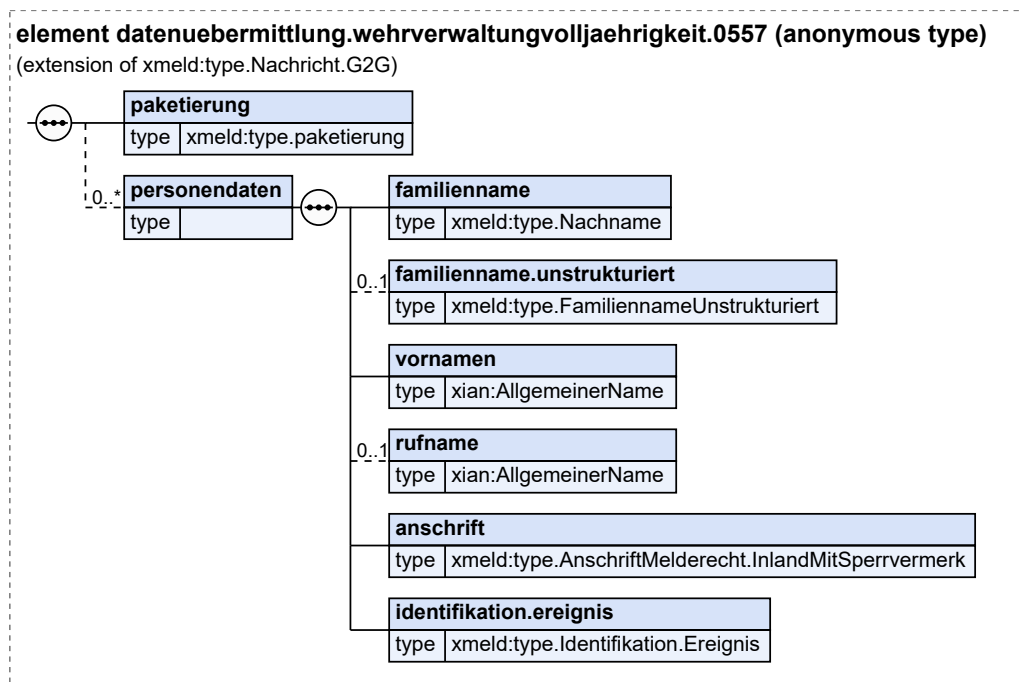 element datenuebermittlung.wehrverwaltungvolljaehrigkeit.0557 (anonymous type)
(extension of xmeld:type.Nachricht.G2G)
paketierung
type xmeld:type.paketierung
0..* personendaten
type
familienname
type xmeld:type.Nachname
0..1 familienname.unstrukturiert
type xmeld:type.FamiliennameUnstrukturiert
vornamen
type xian:AllgemeinerName
0..1 rufname
type xian:AllgemeinerName
anschrift
type xmeld:type.AnschriftMelderecht.InlandMitSperrvermerk
identifikation.ereignis
type xmeld:type.Identifikation.Ereignis